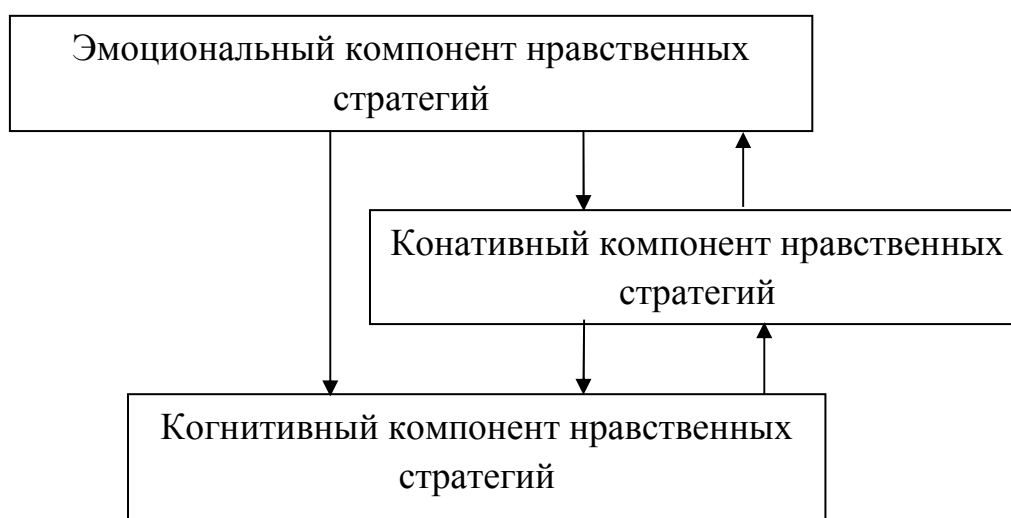 Эмоциональный компонент нравственных
стратегий
Конативный компонент нравственных
стратегий
Когнитивный компонент нравственных
стратегий